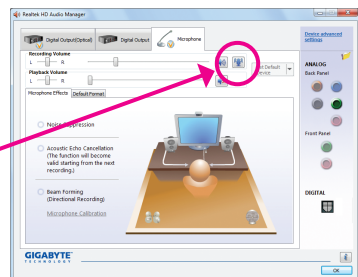 Realtek HD Audio Manager
Digital Output(Optical)
Digital Output
Microphone
Device advanced
settings
Recording Volume
L
R
Set Default
Device
ANALOG
Back Panel
Playback Volume
L
R
Microphone Effects
Default Format
Noise Suppression
Acoustic Echo Cancellation
(The function will become
valid starting from the next
recording.)
Front Panel
Beam Forming
(Directional Recording)
Microphone Calibration
DIGITAL
GIGABYTE
TECHNOLOGY
i
OK